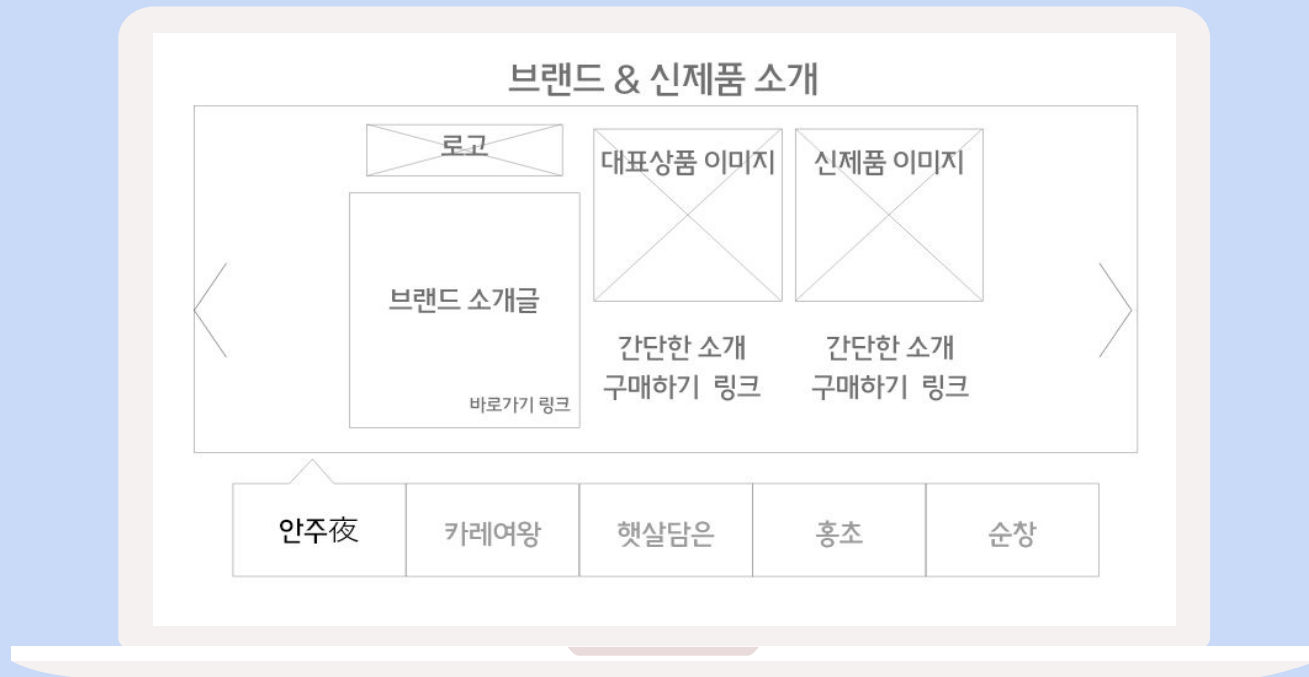 브랜드 & 신제품 소개
로고
브랜드 소개글
바로가기 링크
대표상품 이미지
간단한 소개
구매하기 링크
신제품 이미지
간단한 소개
구매하기 링크
안주夜
카레여왕
햇살담은
홍초
순창